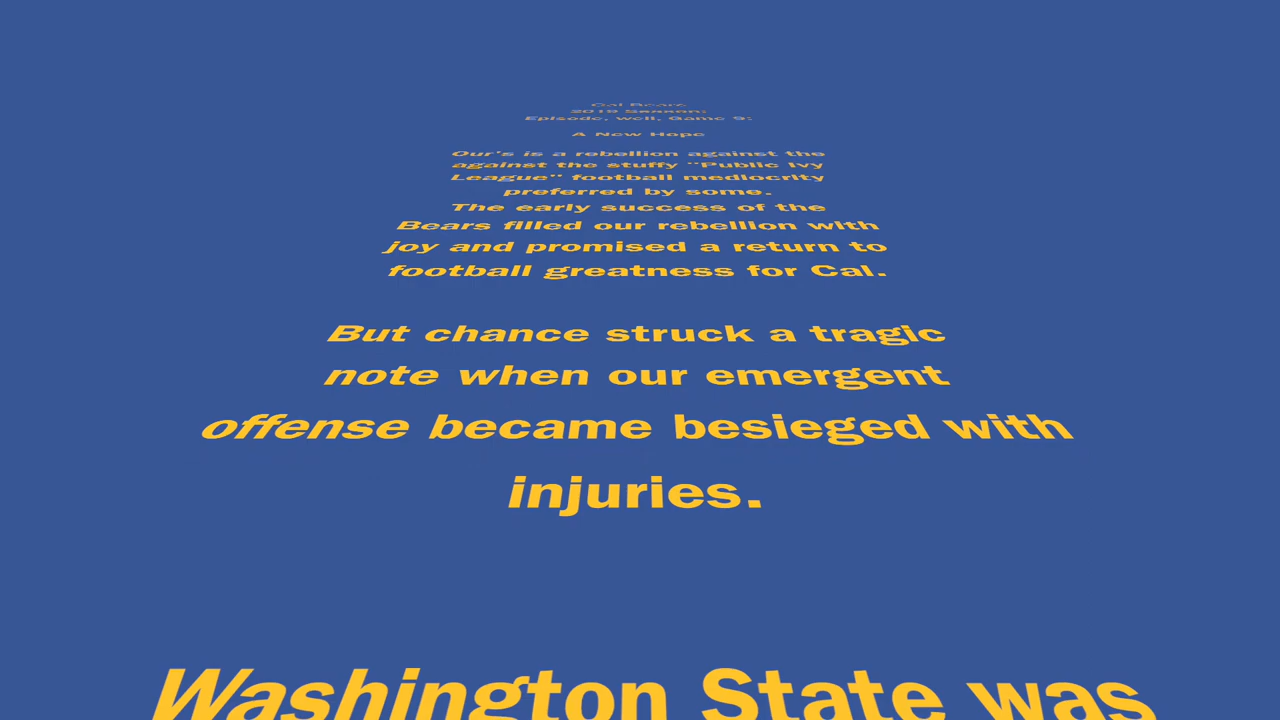 Cal Bears
2019 Season:
Episode, well, Game 9:
A New Hope
Our's is a rebellion against the
against the stuffy "Public Ivy
League" football mediocrity
preferred by some.
The early success of the
Bears filled our rebellion with
joy and promised a return to
football greatness for Cal.
But chance struck a tragic
note when our emergent
offense became besieged with
injuries.
Washington State was